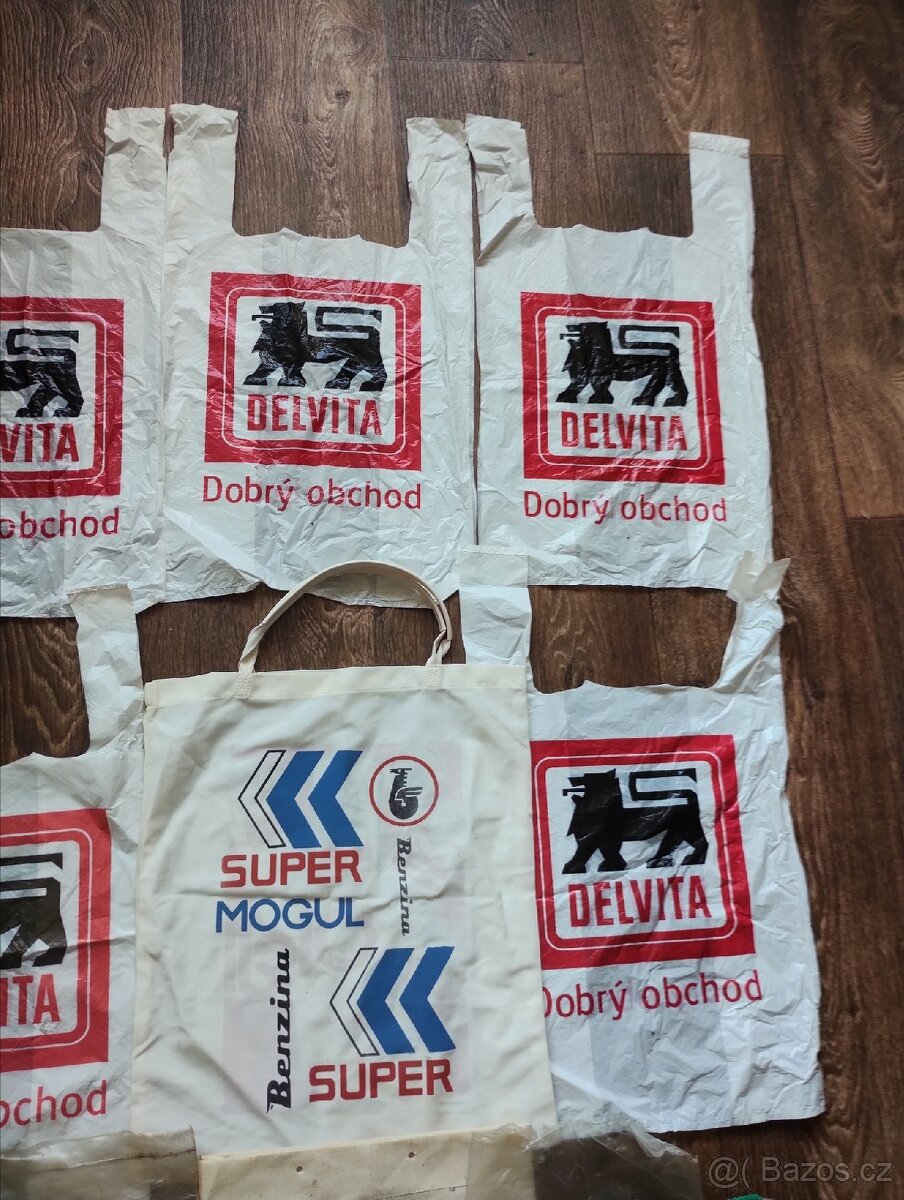 VITA
obchod
DELVITA
Dobrý obchod
DELVITA
Dobrý obchod
SUPER
MOGUL
Benzina
Benzina
SUPER
DELVITA
Dobrý obchod
ITA
obchod
@( Bazos.cz